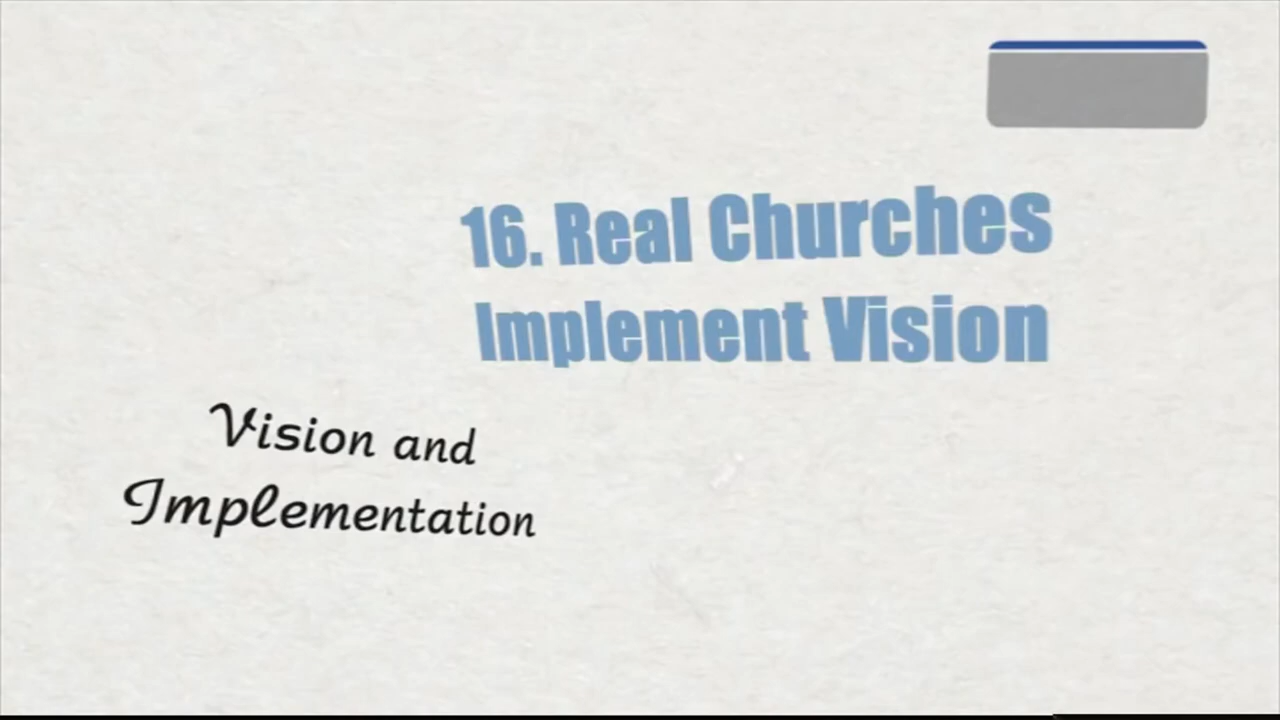 16. Real Churches
Implement Vision
Vision and
Implementation